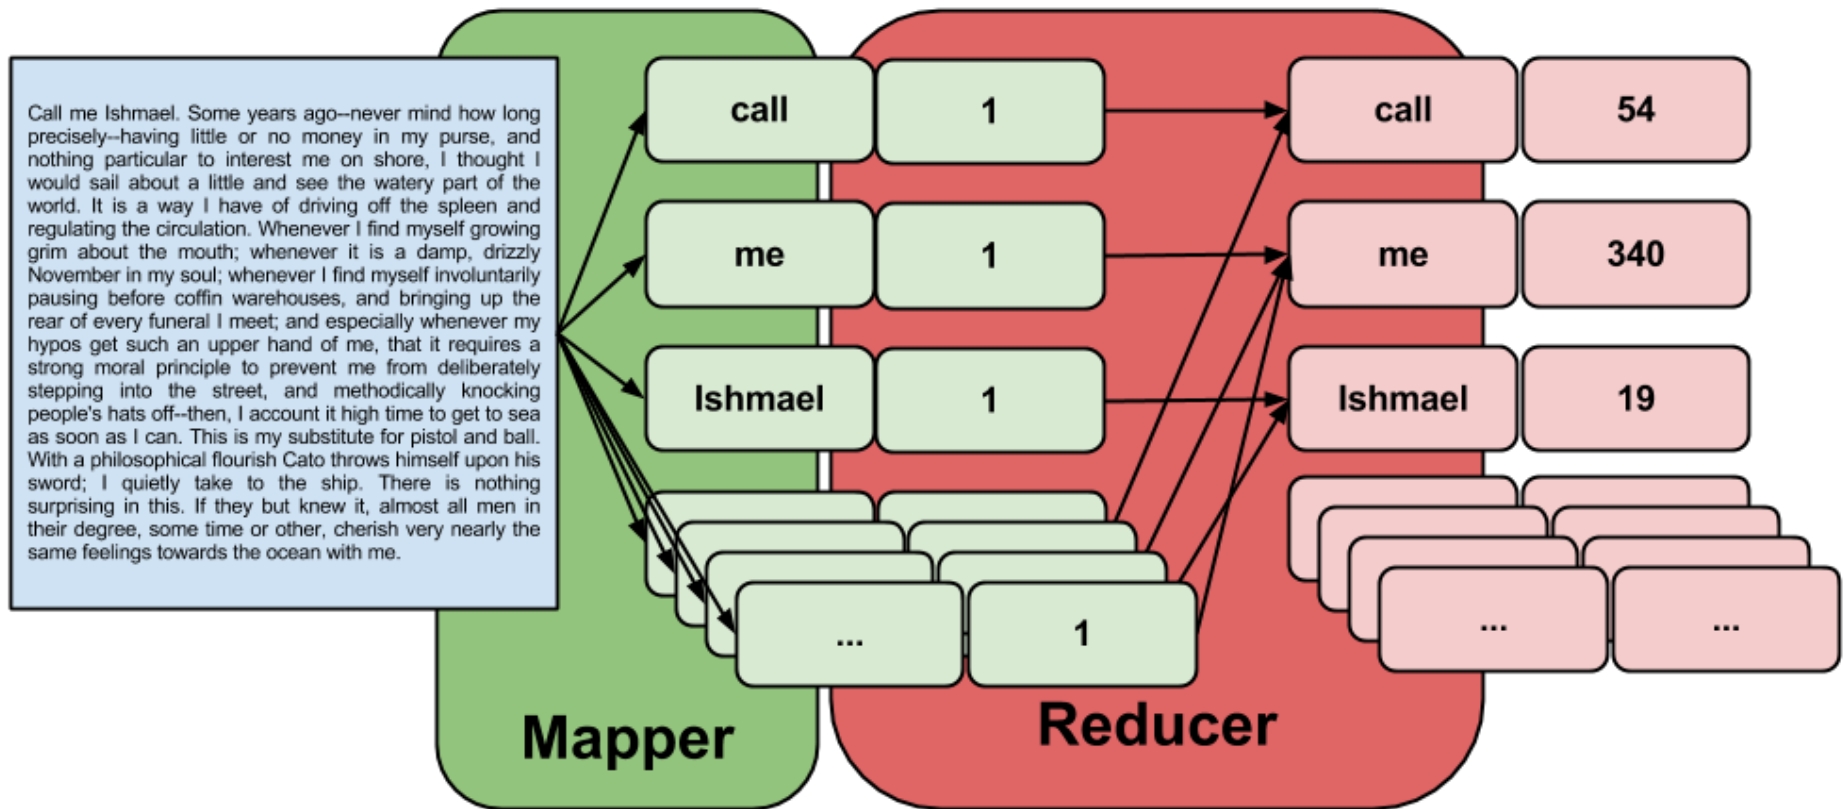 Call me Ishmael. Some years ago--never mind how long
precisely--having little or no money in my purse, and
nothing particular to interest me on shore, I thought I
would sail about a little and see the watery part of the
world. It is a way I have of driving off the spleen and
regulating the circulation. Whenever I find myself growing
grim about the mouth; whenever it is a damp, drizzly
November in my soul; whenever I find myself involuntarily
pausing before coffin warehouses, and bringing up the
rear of every funeral I meet; and especially whenever my
hypos get such an upper hand of me, that it requires a
strong moral principle to prevent me from deliberately
stepping into the street, and methodically knocking
people's hats off--then, I account it high time to get to sea
as soon as I can. This is my substitute for pistol and ball.
With a philosophical flourish Cato throws himself upon his
sword; I quietly take to the ship. There is nothing
surprising in this. If they but knew it, almost all men in
their degree, some time or other, cherish very nearly the
same feelings towards the ocean with me.
call 1
me 1
Ishmael 1
... 1
Mapper
call 54
me 340
Ishmael 19
... ...
Reducer